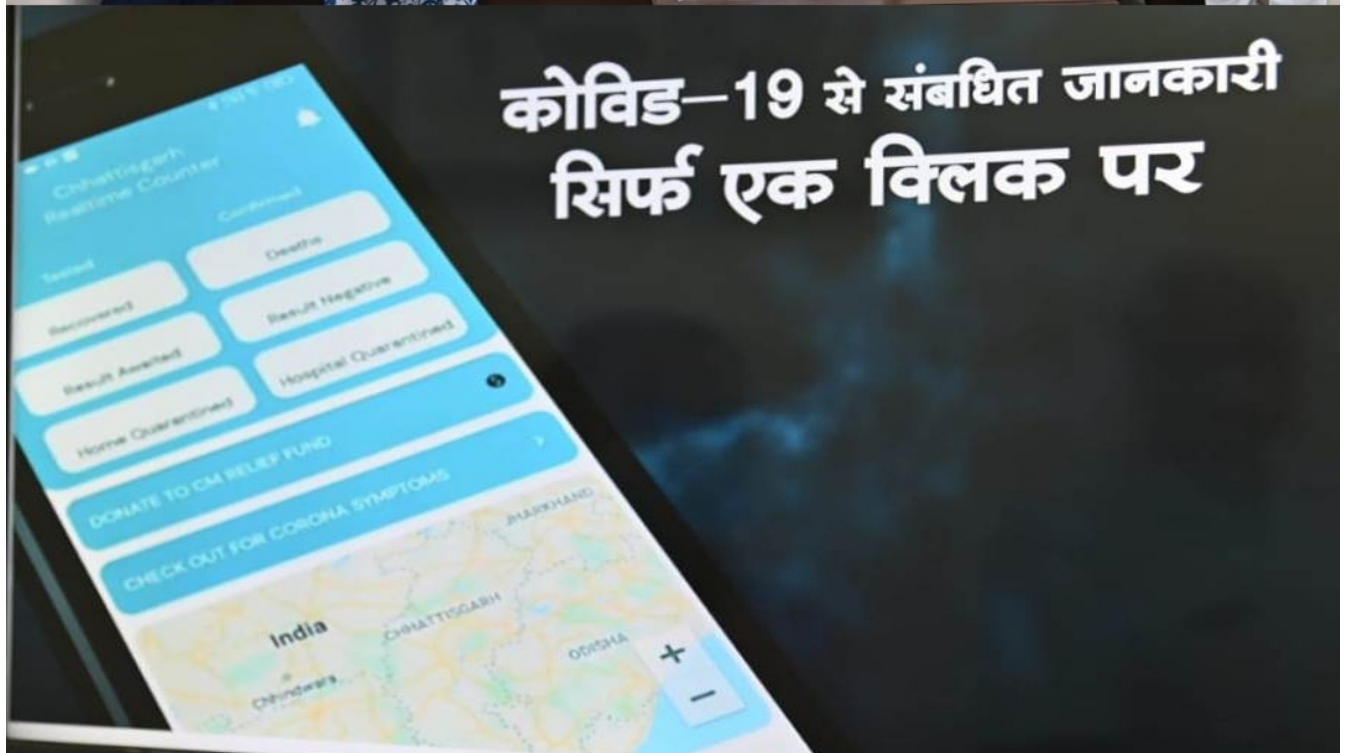 कोविड–19 से संबधित जानकारी
सिर्फ एक क्लिक पर
Chhattisgarh
Realtime Counter
Tested
Confirmed
Recovered
Deaths
Result Awaited
Result Negative
Home Quarantined
Hospital Quarantined
DONATE TO CM RELIEF FUND
CHECK OUT FOR CORONA SYMPTOMS
JHARKHAND
India
CHHATTISGARH
ODISHA
Chhindwara
+
−